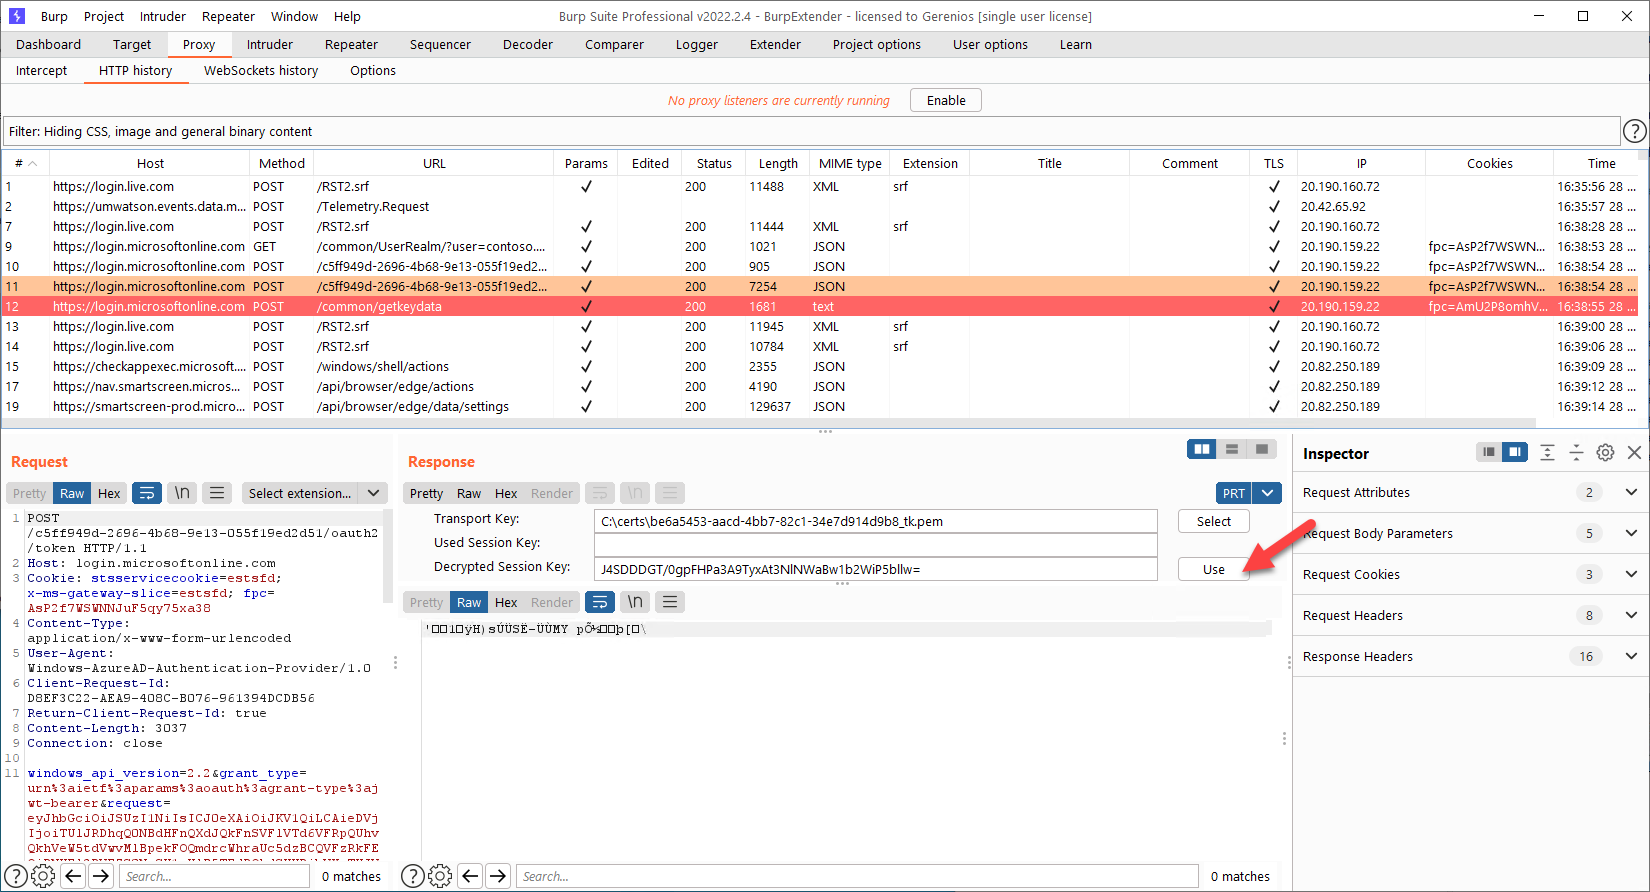 Burp Project Intruder Repeater Window Help Burp Suite Professional v2022.2.4 - BurpExtender - licensed to Gerenios [single user license]
Dashboard Target Proxy Intruder Repeater Sequencer Decoder Comparer Logger Extender Project options User options Learn
Intercept HTTP history WebSockets history Options
No proxy listeners are currently running Enable
Filter: Hiding CSS, image and general binary content ?
# Host Method URL Params Edited Status Length MIME type Extension Title Comment TLS IP Cookies Time
1 https://login.live.com POST /RST2.srf ✓ 200 11488 XML srf ✓ 20.190.160.72 16:35:56 28 ...
2 https://umwatson.events.data.m... POST /Telemetry.Request ✓ 20.42.65.92 16:35:57 28 ...
7 https://login.live.com POST /RST2.srf ✓ 200 11444 XML srf ✓ 20.190.160.72 16:38:28 28 ...
9 https://login.microsoftonline.com GET /common/UserRealm/?user=contoso.... ✓ 200 1021 JSON ✓ 20.190.159.22 fpc=AsP2f7WSWN... 16:38:53 28 ...
10 https://login.microsoftonline.com POST /c5ff949d-2696-4b68-9e13-055f19ed2... ✓ 200 905 JSON ✓ 20.190.159.22 fpc=AsP2f7WSWN... 16:38:54 28 ...
11 https://login.microsoftonline.com POST /c5ff949d-2696-4b68-9e13-055f19ed2... ✓ 200 7254 JSON ✓ 20.190.159.22 fpc=AsP2f7WSWN... 16:38:54 28 ...
12 https://login.microsoftonline.com POST /common/getkeydata ✓ 200 1681 text ✓ 20.190.159.22 fpc=AmU2P8omhV... 16:38:55 28 ...
13 https://login.live.com POST /RST2.srf ✓ 200 11945 XML srf ✓ 20.190.160.72 16:39:00 28 ...
14 https://login.live.com POST /RST2.srf ✓ 200 10784 XML srf ✓ 20.190.160.72 16:39:06 28 ...
15 https://checkappexec.microsoft.... POST /windows/shell/actions ✓ 200 2355 JSON ✓ 20.82.250.189 16:39:09 28 ...
17 https://nav.smartscreen.micros... POST /api/browser/edge/actions ✓ 200 4190 JSON ✓ 20.82.250.189 16:39:12 28 ...
19 https://smartscreen-prod.micro... POST /api/browser/edge/data/settings ✓ 200 129637 JSON ✓ 20.82.250.189 16:39:14 28 ...
Request
Pretty Raw Hex \n Select extension...
1 POST
/c5ff949d-2696-4b68-9e13-055f19ed2d51/oauth2
/token HTTP/1.1
2 Host: login.microsoftonline.com
3 Cookie: stsservicecookie=estsfd;
x-ms-gateway-slice=estsfd; fpc=
AsP2f7WSWNNJuF5qy75xa38
4 Content-Type:
application/x-www-form-urlencoded
5 User-Agent:
Windows-AzureAD-Authentication-Provider/1.0
6 Client-Request-Id:
D8EF3C22-AEA9-408C-B076-961394DCDB56
7 Return-Client-Request-Id: true
8 Content-Length: 3037
9 Connection: close
10
11 windows_api_version=2.2&grant_type=
urn%3aietf%3aparams%3aoauth%3agrant-type%3aj
wt-bearer&request=
? Search... 0 matches
Response
Pretty Raw Hex Render \n PRT
Transport Key: C:\certs\be6a5453-aacd-4bb7-82c1-34e7d914d9b8_tk.pem Select
Used Session Key:
Decrypted Session Key: J4SDDDGT/0gpFHPa3A9TyxAt3NlNWaBw1b2WiP5bllw= Use
Pretty Raw Hex Render \n
? Search... 0 matches
Inspector
Request Attributes 2
Request Body Parameters 5
Request Cookies 3
Request Headers 8
Response Headers 16